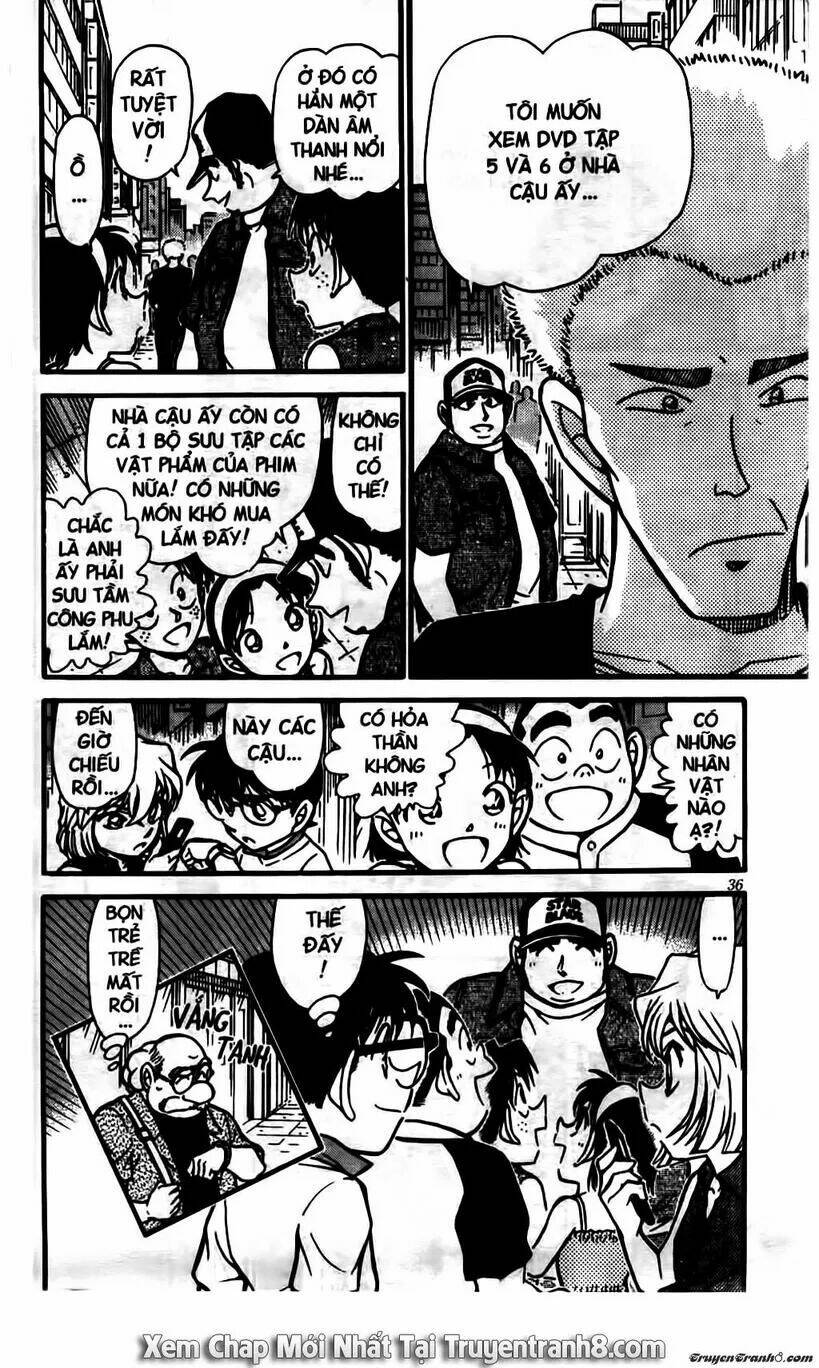 TÔI MUỐN
XEM DVD TẬP
5 VÀ 6 Ở NHÀ
CẬU ẤY...
Ở ĐÓ CÓ
HẲN MỘT
DÀN ÂM
THANH NỔI
NHÉ...
RẤT
TUYỆT
VỜI
!
Ồ
...
KHÔNG
CHỈ
CÓ
THẾ!
NHÀ CẬU ẤY CÒN CÓ
CẢ 1 BỘ SƯU TẬP CÁC
VẬT PHẨM CỦA PHIM
NỮA! CÓ NHỮNG
MÓN KHÓ MUA
LẮM ĐẤY!
CHẮC
LÀ ANH
ẤY PHẢI
SƯU TẦM
CÔNG PHU
LẮM!
CÓ
NHỮNG
NHÂN
VẬT
NÀO
Ạ?!
CÓ HỎA
THẦN
KHÔNG
ANH?
NÀY CÁC
CẬU...
ĐẾN
GIỜ
CHIẾU
RỒI...
36
...
STAR
BLADE
THẾ
ĐẤY
!
BỌN
TRẺ
TRỄ
MẤT
RỒI
...
VẮNG
TANH
Xem Chap Mới Nhất Tại Truyentranh8.com
TruyenTranh8.com